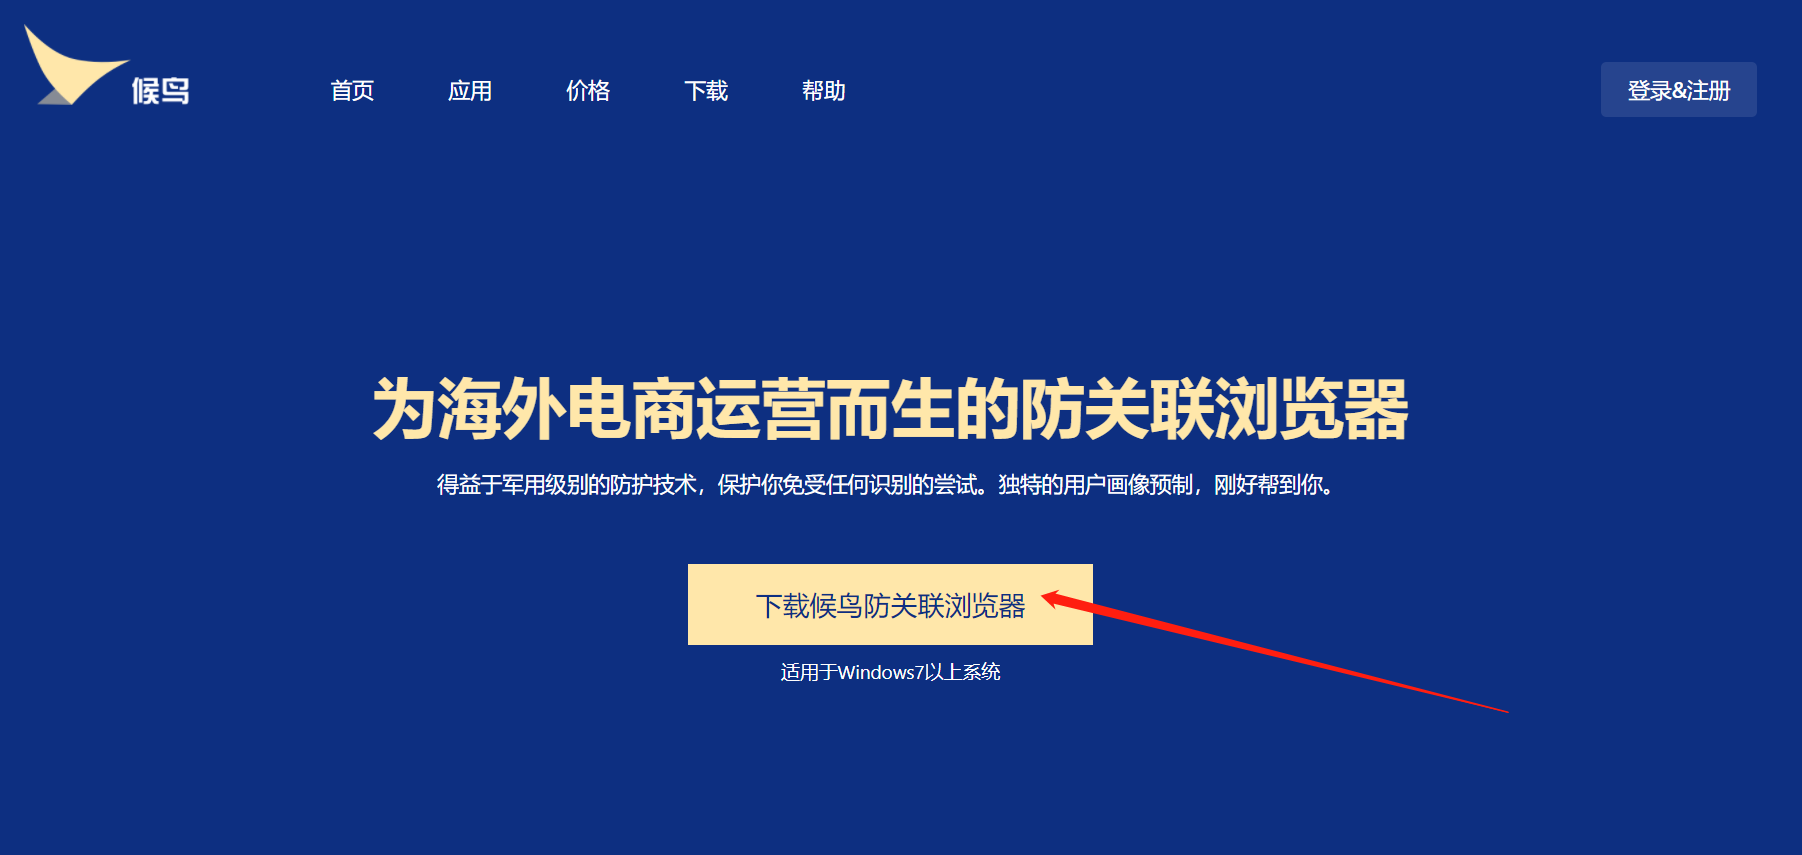 候鸟
首页 应用 价格 下载 帮助 登录&注册
为海外电商运营而生的防关联浏览器
得益于军用级别的防护技术，保护你免受任何识别的尝试。独特的用户画像预制，刚好帮到你。
下载候鸟防关联浏览器
适用于Windows7以上系统